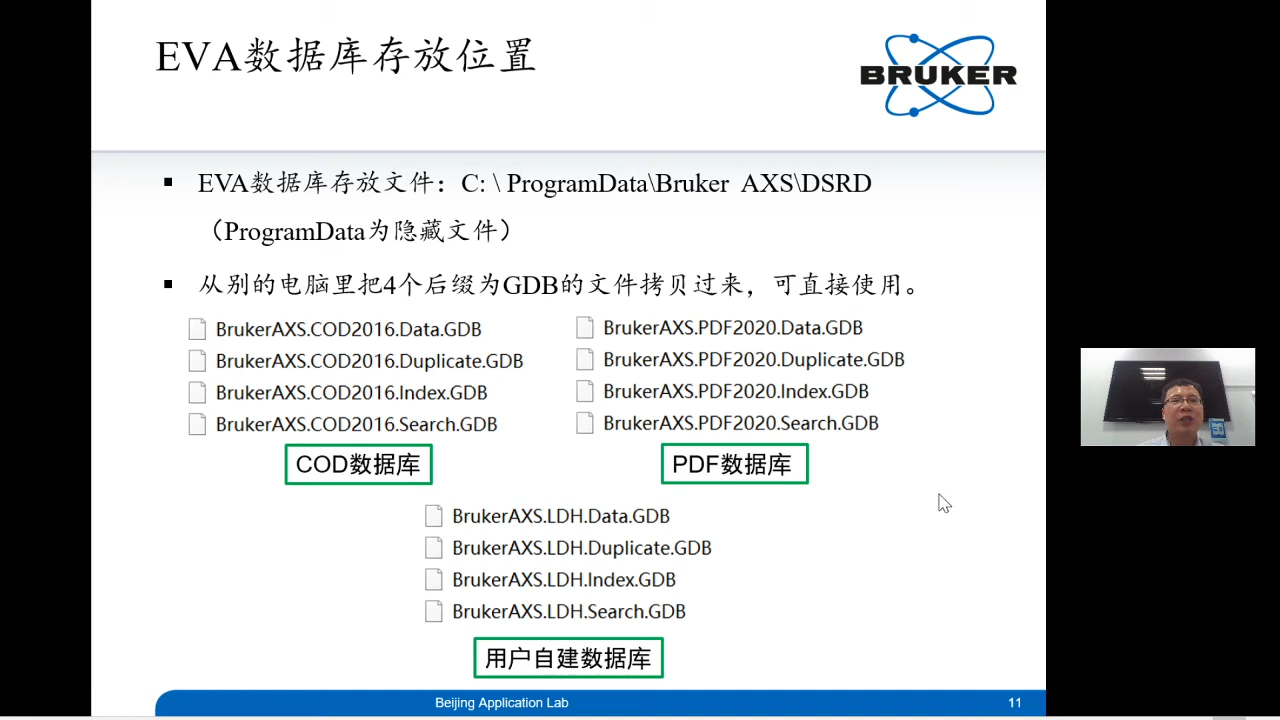 EVA数据库存放位置
BRUKER
▪ EVA数据库存放文件：C: \ ProgramData\Bruker AXS\DSRD
（ProgramData为隐藏文件）
▪ 从别的电脑里把4个后缀为GDB的文件拷贝过来，可直接使用。
BrukerAXS.COD2016.Data.GDB
BrukerAXS.COD2016.Duplicate.GDB
BrukerAXS.COD2016.Index.GDB
BrukerAXS.COD2016.Search.GDB
COD数据库
BrukerAXS.PDF2020.Data.GDB
BrukerAXS.PDF2020.Duplicate.GDB
BrukerAXS.PDF2020.Index.GDB
BrukerAXS.PDF2020.Search.GDB
PDF数据库
BrukerAXS.LDH.Data.GDB
BrukerAXS.LDH.Duplicate.GDB
BrukerAXS.LDH.Index.GDB
BrukerAXS.LDH.Search.GDB
用户自建数据库
Beijing Application Lab
11